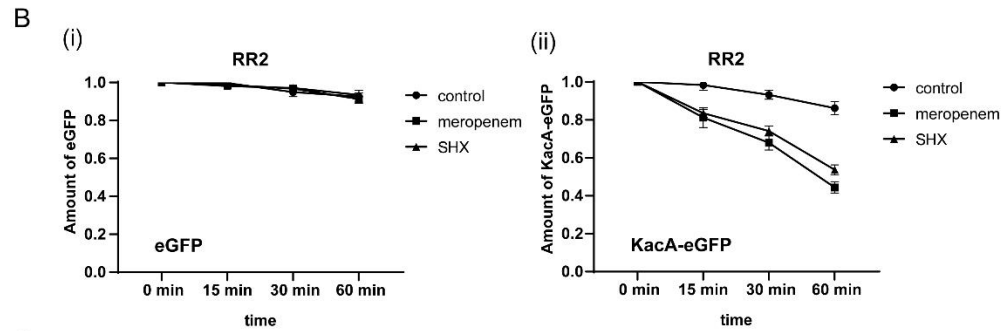 B
(i)
RR2
Amount of eGFP
1.0
0.8
0.6
0.4
0.2
0.0
eGFP
0 min 15 min 30 min 60 min
time
control
meropenem
SHX
(ii)
RR2
Amount of KacA-eGFP
1.0
0.8
0.6
0.4
0.2
0.0
KacA-eGFP
0 min 15 min 30 min 60 min
time
control
meropenem
SHX